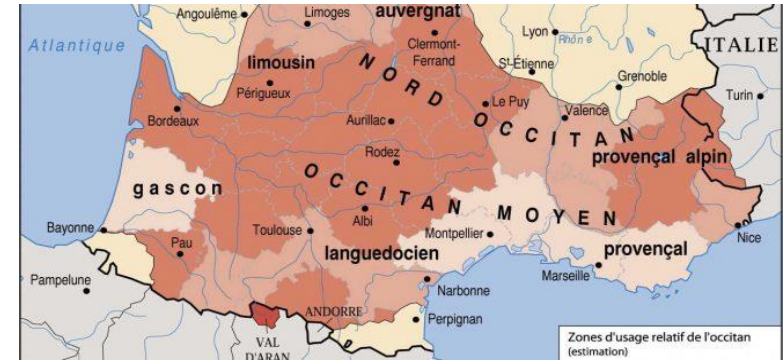 Angoulême
Limoges
auvergnat
Lyon
Rhône
ITALIE
Atlantique
Clermont-
Ferrand
St-Étienne
limousin
Grenoble
Périgueux
Turin
Le Puy
Valence
Bordeaux
Aurillac
NORD OCCITAN
provençal alpin
Rodez
gascon
OCCITAN MOYEN
Albi
Bayonne
Toulouse
Montpellier
Nice
Pau
languedocien
provençal
Marseille
Pampelune
Narbonne
ANDORRE
Perpignan
VAL
D'ARAN
Zones d'usage relatif de l'occitan
(estimation)